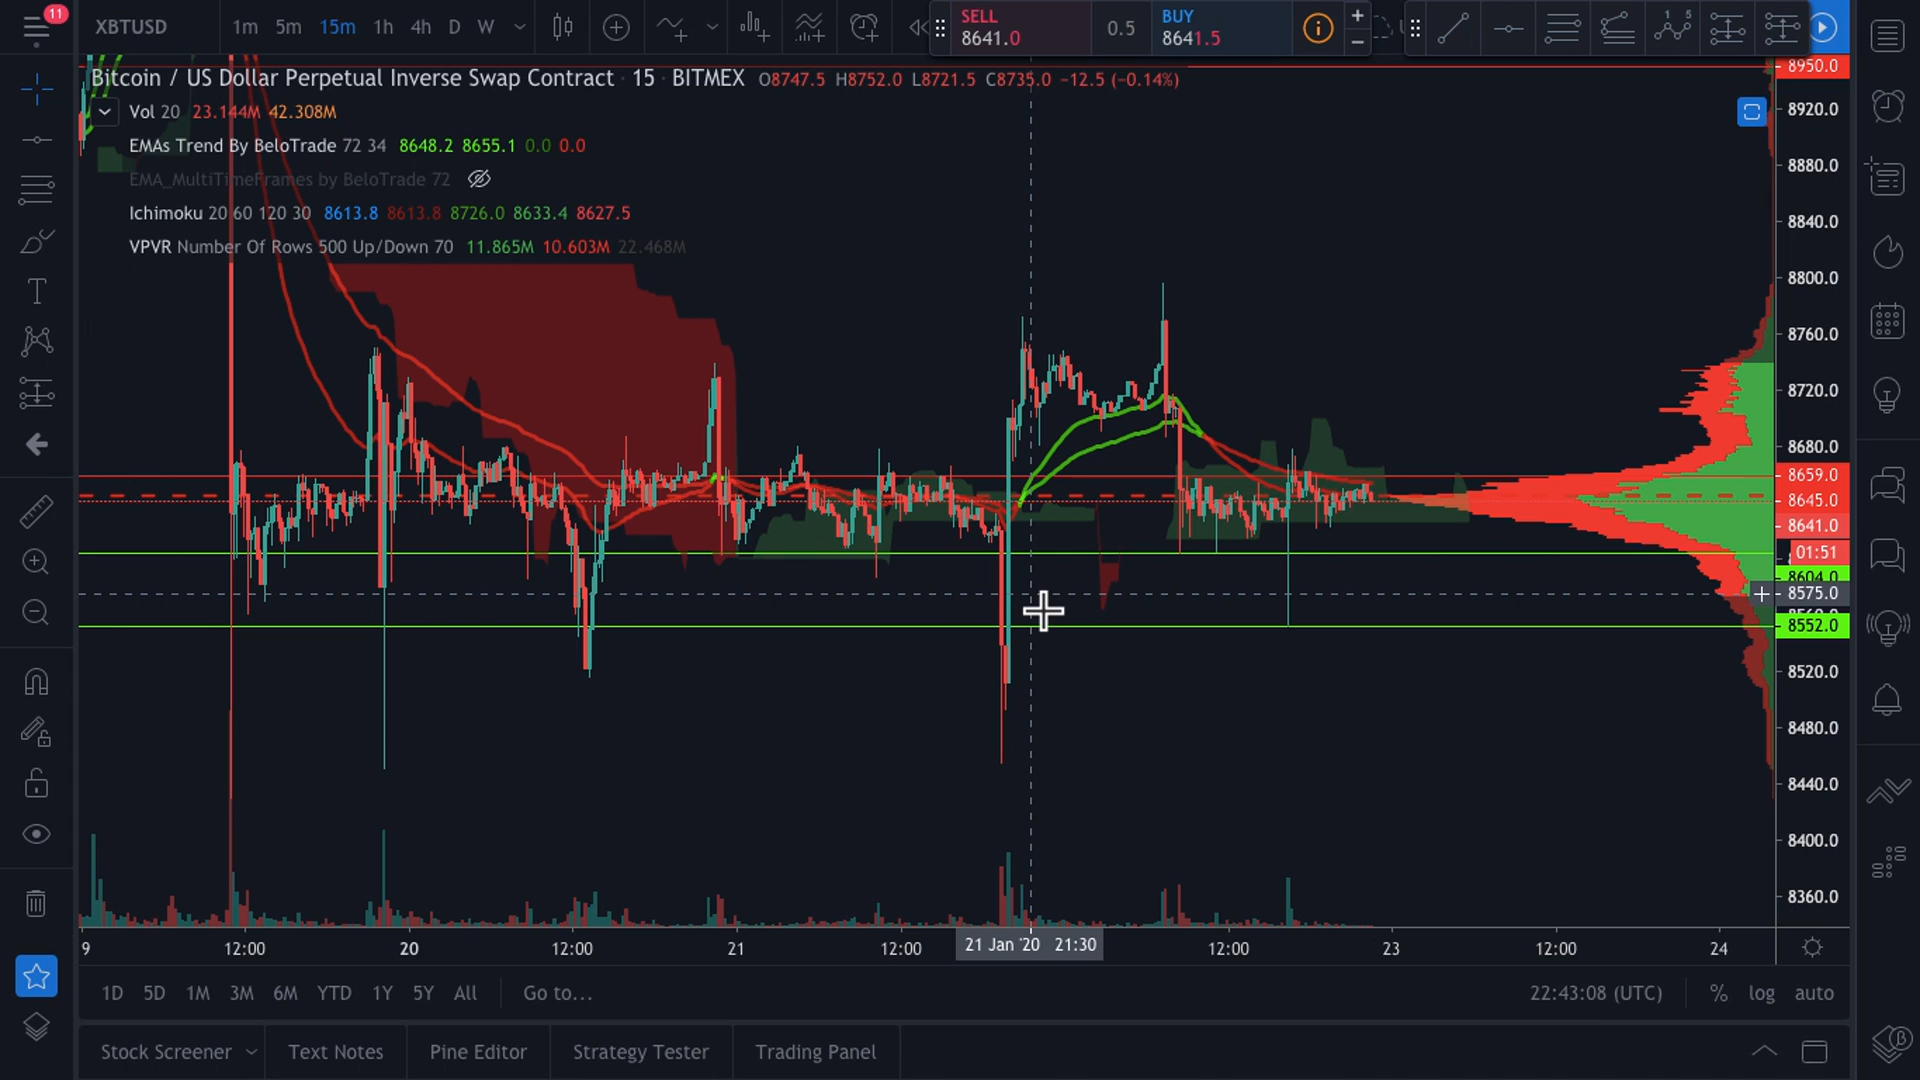 11
XBTUSD 1m 5m 15m 1h 4h D W
SELL
8641.0
0.5
BUY
8641.5
Bitcoin / US Dollar Perpetual Inverse Swap Contract · 15 · BITMEX O8747.5 H8752.0 L8721.5 C8735.0 −12.5 (−0.14%)
Vol 20 23.144M 42.308M
EMAs Trend By BeloTrade 72 34 8648.2 8655.1 0.0 0.0
EMA_MultiTimeFrames by BeloTrade 72
Ichimoku 20 60 120 30 8613.8 8613.8 8726.0 8633.4 8627.5
VPVR Number Of Rows 500 Up/Down 70 11.865M 10.603M 22.468M
8950.0
8920.0
8880.0
8840.0
8800.0
8760.0
8720.0
8680.0
8659.0
8645.0
8641.0
01:51
8604.0
8575.0
8552.0
8520.0
8480.0
8440.0
8400.0
8360.0
9 12:00 20 12:00 21 12:00 21 Jan '20 21:30 12:00 23 12:00 24
1D 5D 1M 3M 6M YTD 1Y 5Y All Go to... 22:43:08 (UTC) % log auto
Stock Screener Text Notes Pine Editor Strategy Tester Trading Panel
β